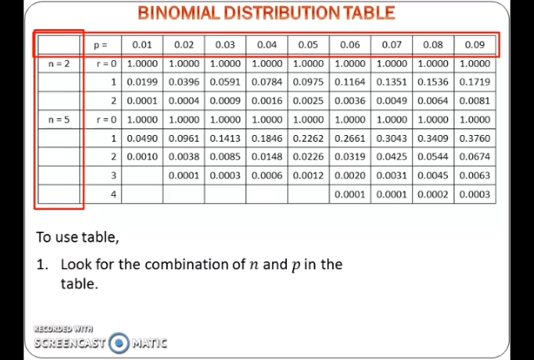 BINOMIAL DISTRIBUTION TABLE
p = 0.01 0.02 0.03 0.04 0.05 0.06 0.07 0.08 0.09
n = 2 r = 0 1.0000 1.0000 1.0000 1.0000 1.0000 1.0000 1.0000 1.0000 1.0000
1 0.0199 0.0396 0.0591 0.0784 0.0975 0.1164 0.1351 0.1536 0.1719
2 0.0001 0.0004 0.0009 0.0016 0.0025 0.0036 0.0049 0.0064 0.0081
n = 5 r = 0 1.0000 1.0000 1.0000 1.0000 1.0000 1.0000 1.0000 1.0000 1.0000
1 0.0490 0.0961 0.1413 0.1846 0.2262 0.2661 0.3043 0.3409 0.3760
2 0.0010 0.0038 0.0085 0.0148 0.0226 0.0319 0.0425 0.0544 0.0674
3 0.0001 0.0003 0.0006 0.0012 0.0020 0.0031 0.0045 0.0063
4 0.0001 0.0001 0.0002 0.0003
To use table,
1. Look for the combination of n and p in the
table.
RECORDED WITH
SCREENCAST MATIC